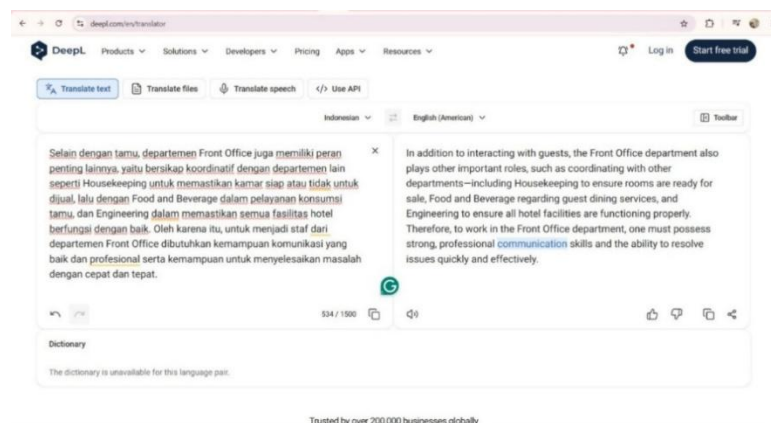 deepl.com/en/translator
DeepL Products Solutions Developers Pricing Apps Resources Log in Start free trial
Translate text Translate files Translate speech </> Use API
Indonesian English (American) Toolbar
Selain dengan tamu, departemen Front Office juga memiliki peran
penting lainnya, yaitu bersikap koordinatif dengan departemen lain
seperti Housekeeping untuk memastikan kamar siap atau tidak untuk
dijual, lalu dengan Food and Beverage dalam pelayanan konsumsi
tamu, dan Engineering dalam memastikan semua fasilitas hotel
berfungsi dengan baik. Oleh karena itu, untuk menjadi staf dari
departemen Front Office dibutuhkan kemampuan komunikasi yang
baik dan profesional serta kemampuan untuk menyelesaikan masalah
dengan cepat dan tepat.
534 / 1500
In addition to interacting with guests, the Front Office department also
plays other important roles, such as coordinating with other
departments—including Housekeeping to ensure rooms are ready for
sale, Food and Beverage regarding guest dining services, and
Engineering to ensure all hotel facilities are functioning properly.
Therefore, to work in the Front Office department, one must possess
strong, professional communication skills and the ability to resolve
issues quickly and effectively.
Dictionary
The dictionary is unavailable for this language pair.
Trusted by over 200,000 businesses globally